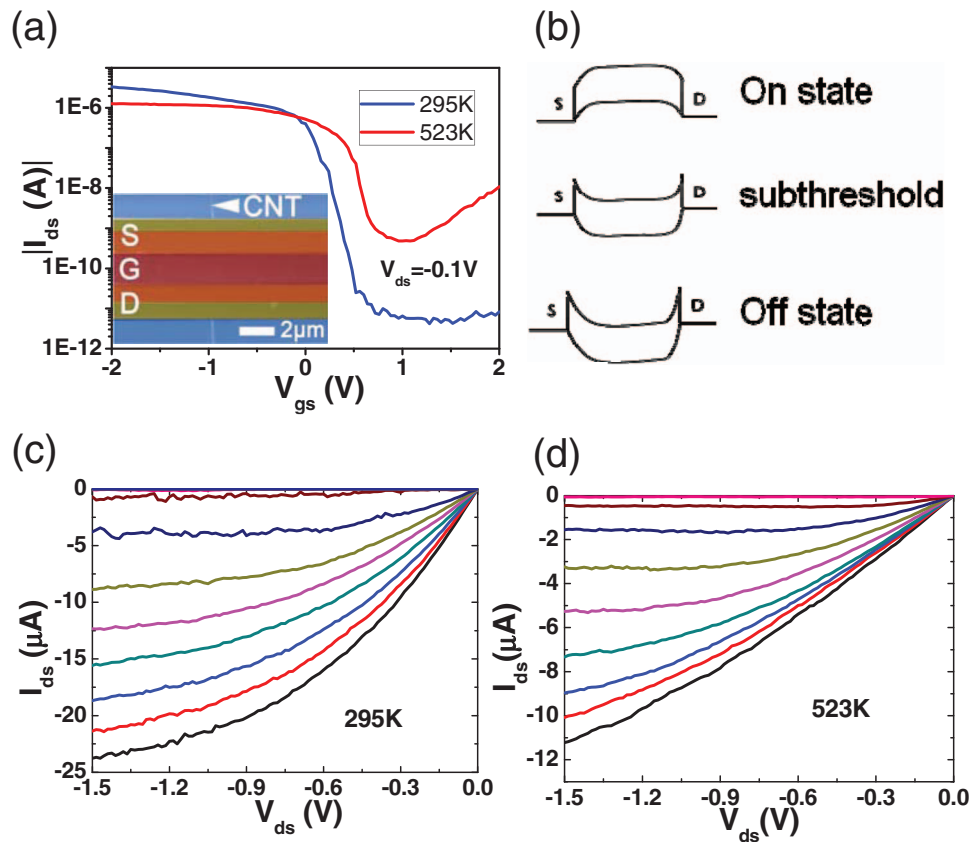 (a)
1E-6
1E-8
1E-10
1E-12
|I_ds (A)|
-2
-1
0
1
2
V_gs (V)
295K
523K
V_ds=-0.1V
CNT
S
G
D
2μm
(b)
S
D
On state
S
D
subthreshold
S
D
Off state
(c)
0
-5
-10
-15
-20
-25
I_ds (μA)
-1.5
-1.2
-0.9
-0.6
-0.3
0.0
V_ds (V)
295K
(d)
0
-2
-4
-6
-8
-10
-12
I_ds (μA)
-1.5
-1.2
-0.9
-0.6
-0.3
0.0
V_ds(V)
523K